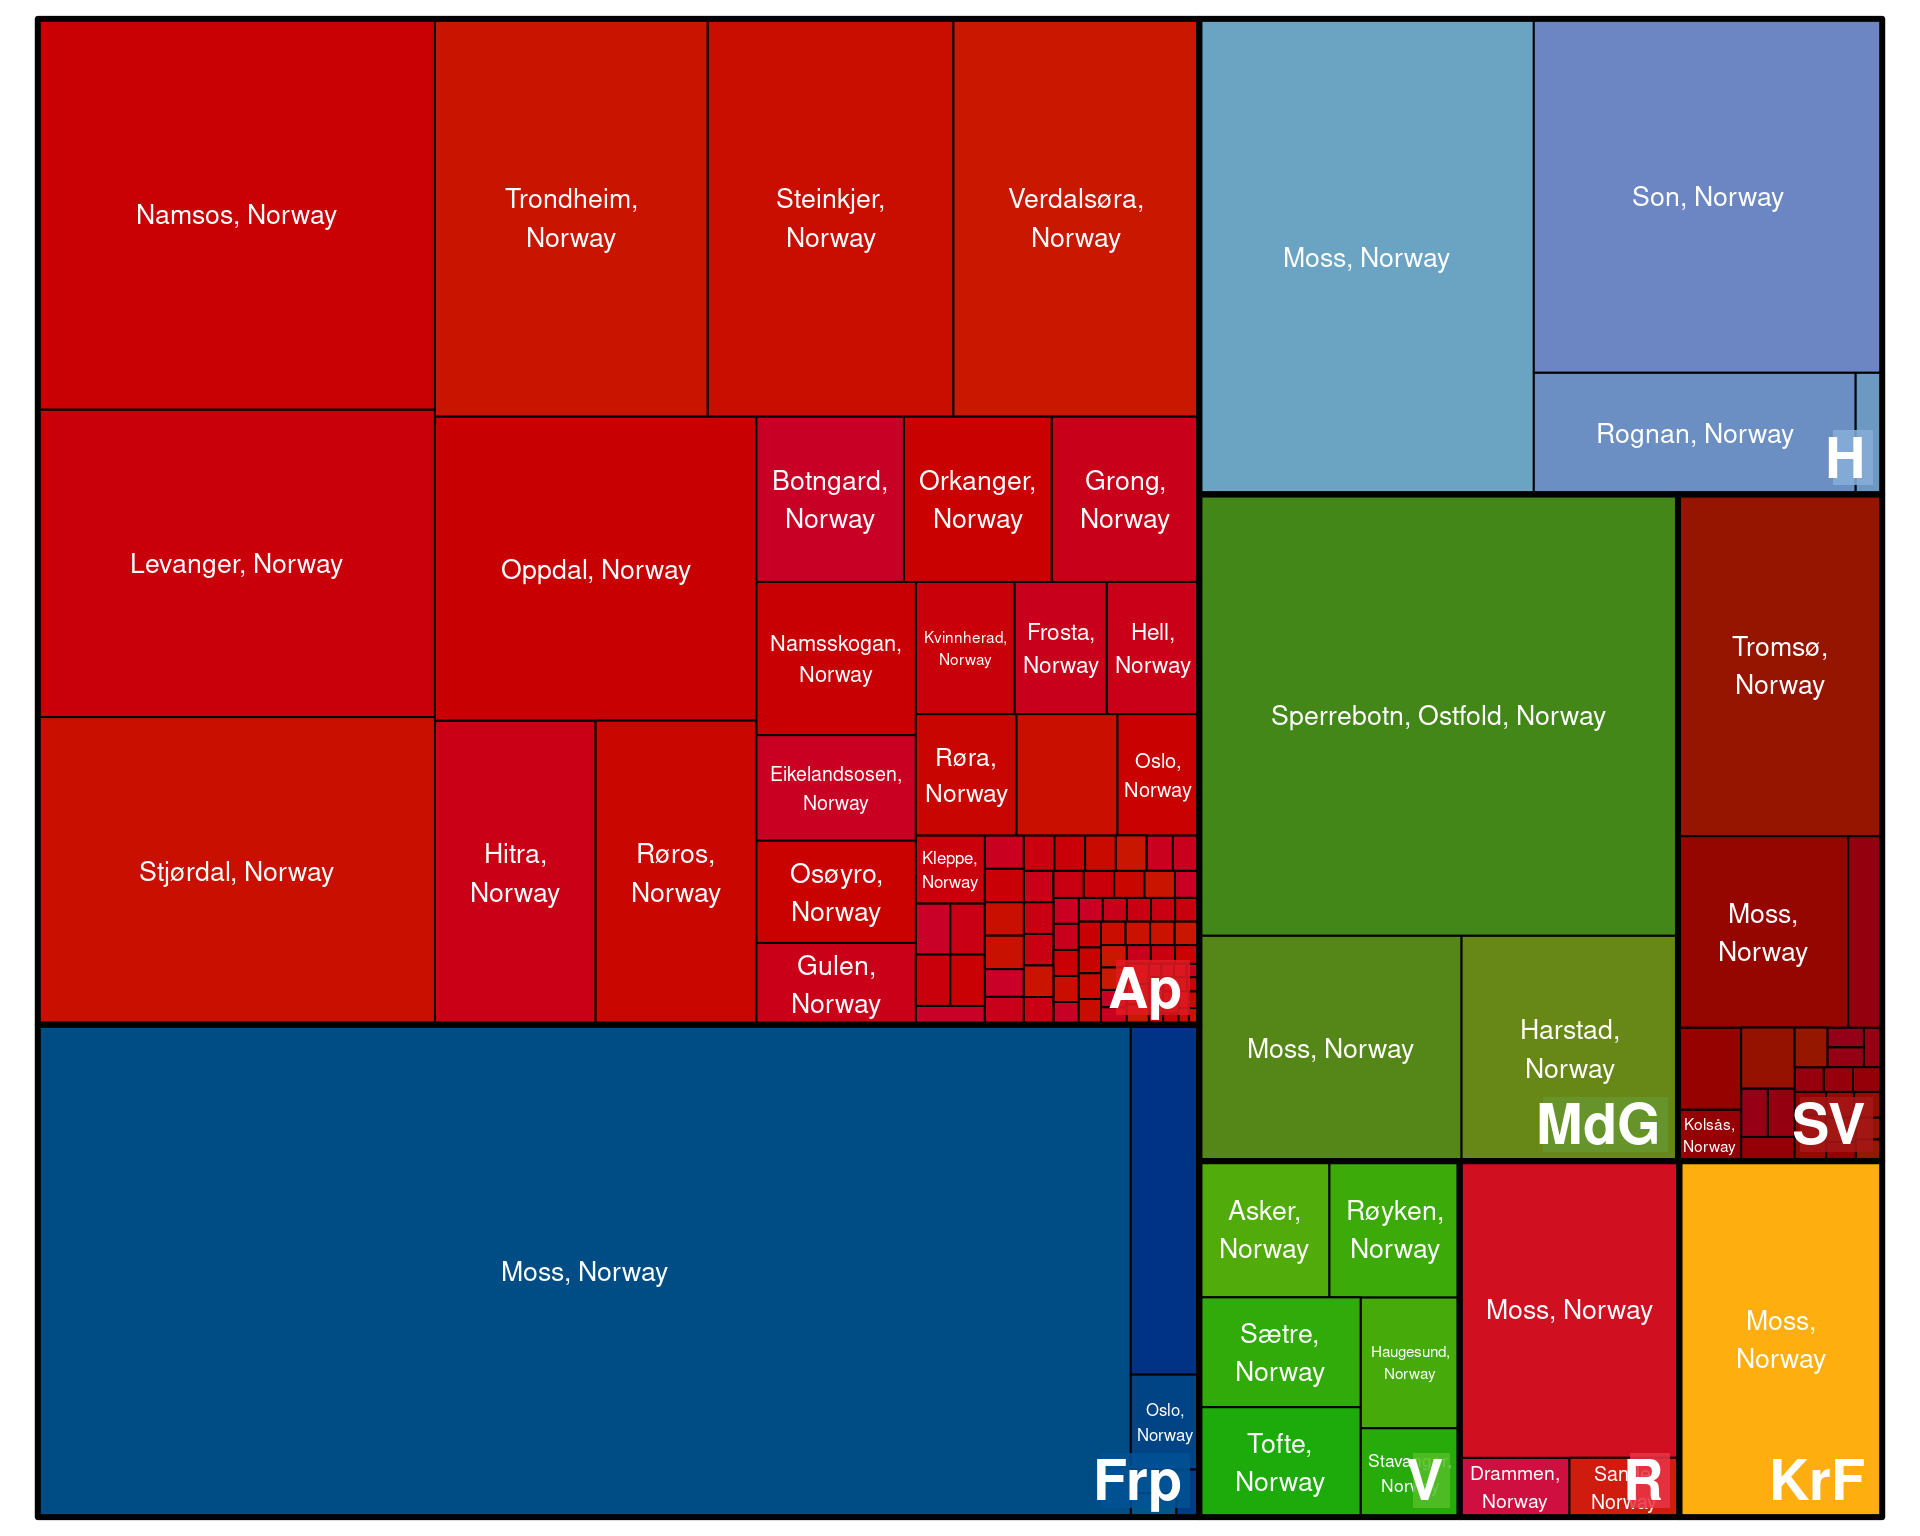 Namsos, Norway
Trondheim,
Norway
Steinkjer,
Norway
Verdalsøra,
Norway
Levanger, Norway
Oppdal, Norway
Botngard,
Norway
Orkanger,
Norway
Grong,
Norway
Namsskogan,
Norway
Kvinnherad,
Norway
Frosta,
Norway
Hell,
Norway
Stjørdal, Norway
Hitra,
Norway
Røros,
Norway
Eikelandsosen,
Norway
Røra,
Norway
Oslo,
Norway
Osøyro,
Norway
Kleppe,
Norway
Gulen,
Norway
Ap
Moss, Norway
Oslo,
Norway
Frp
Moss, Norway
Son, Norway
Rognan, Norway
H
Sperrebotn, Ostfold, Norway
Moss, Norway
Harstad,
Norway
MdG
Tromsø,
Norway
Moss,
Norway
Kolsås,
Norway
SV
Asker,
Norway
Røyken,
Norway
Sætre,
Norway
Haugesund,
Norway
Tofte,
Norway
Stavanger,
Norway
V
Moss, Norway
Drammen,
Norway
Norway
R
Moss,
Norway
KrF